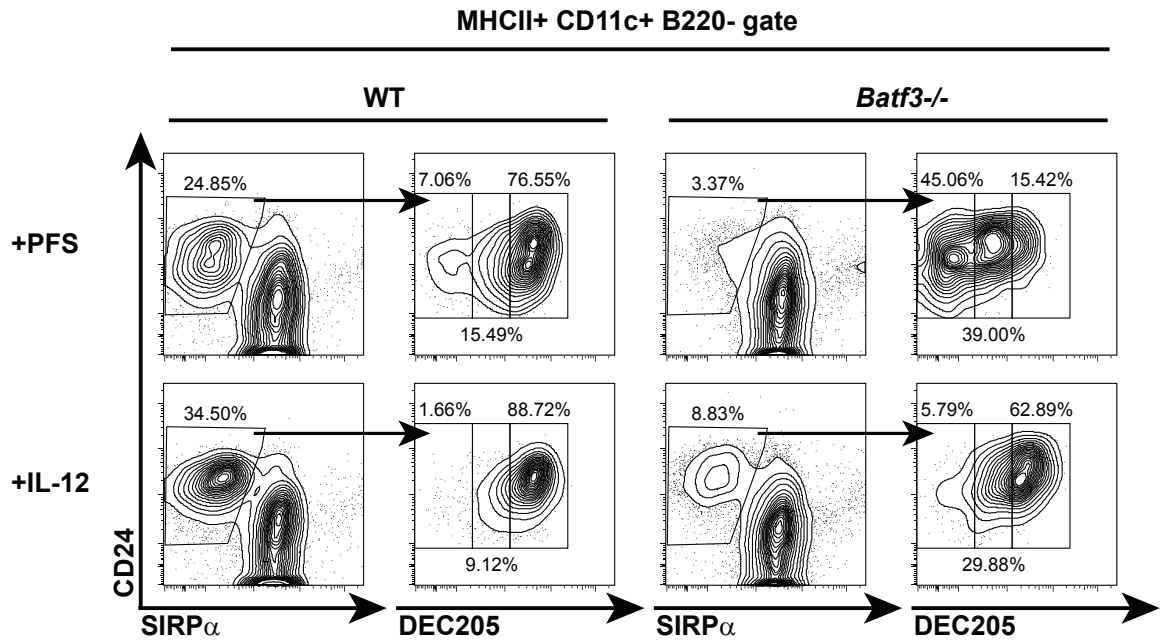 MHCII+ CD11c+ B220- gate
WT
Batf3-/-
+PFS
24.85%
7.06% 76.55%
15.49%
3.37%
45.06% 15.42%
39.00%
+IL-12
34.50%
1.66% 88.72%
9.12%
8.83%
5.79% 62.89%
29.88%
CD24
SIRPα
DEC205
SIRPα
DEC205